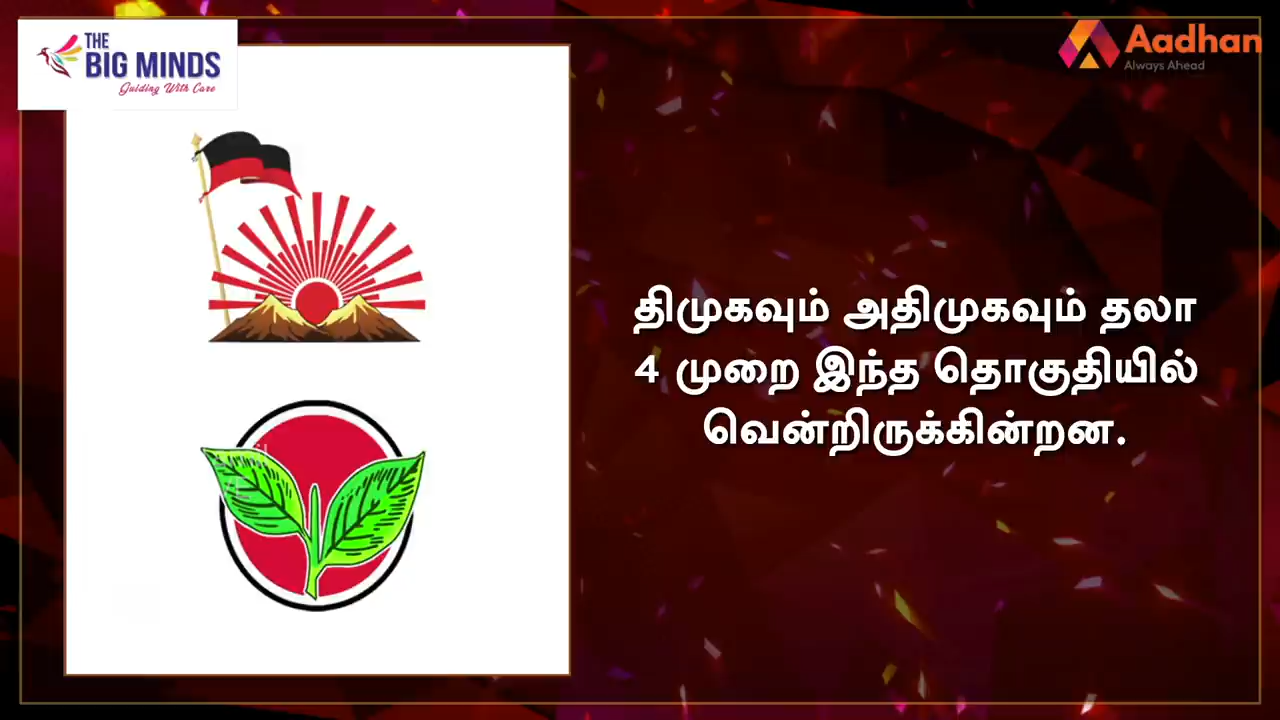 THE
BIG MINDS
Guiding With Care
Aadhan
Always Ahead
திமுகவும் அதிமுகவும் தலா
4 முறை இந்த தொகுதியில்
வென்றிருக்கின்றன.